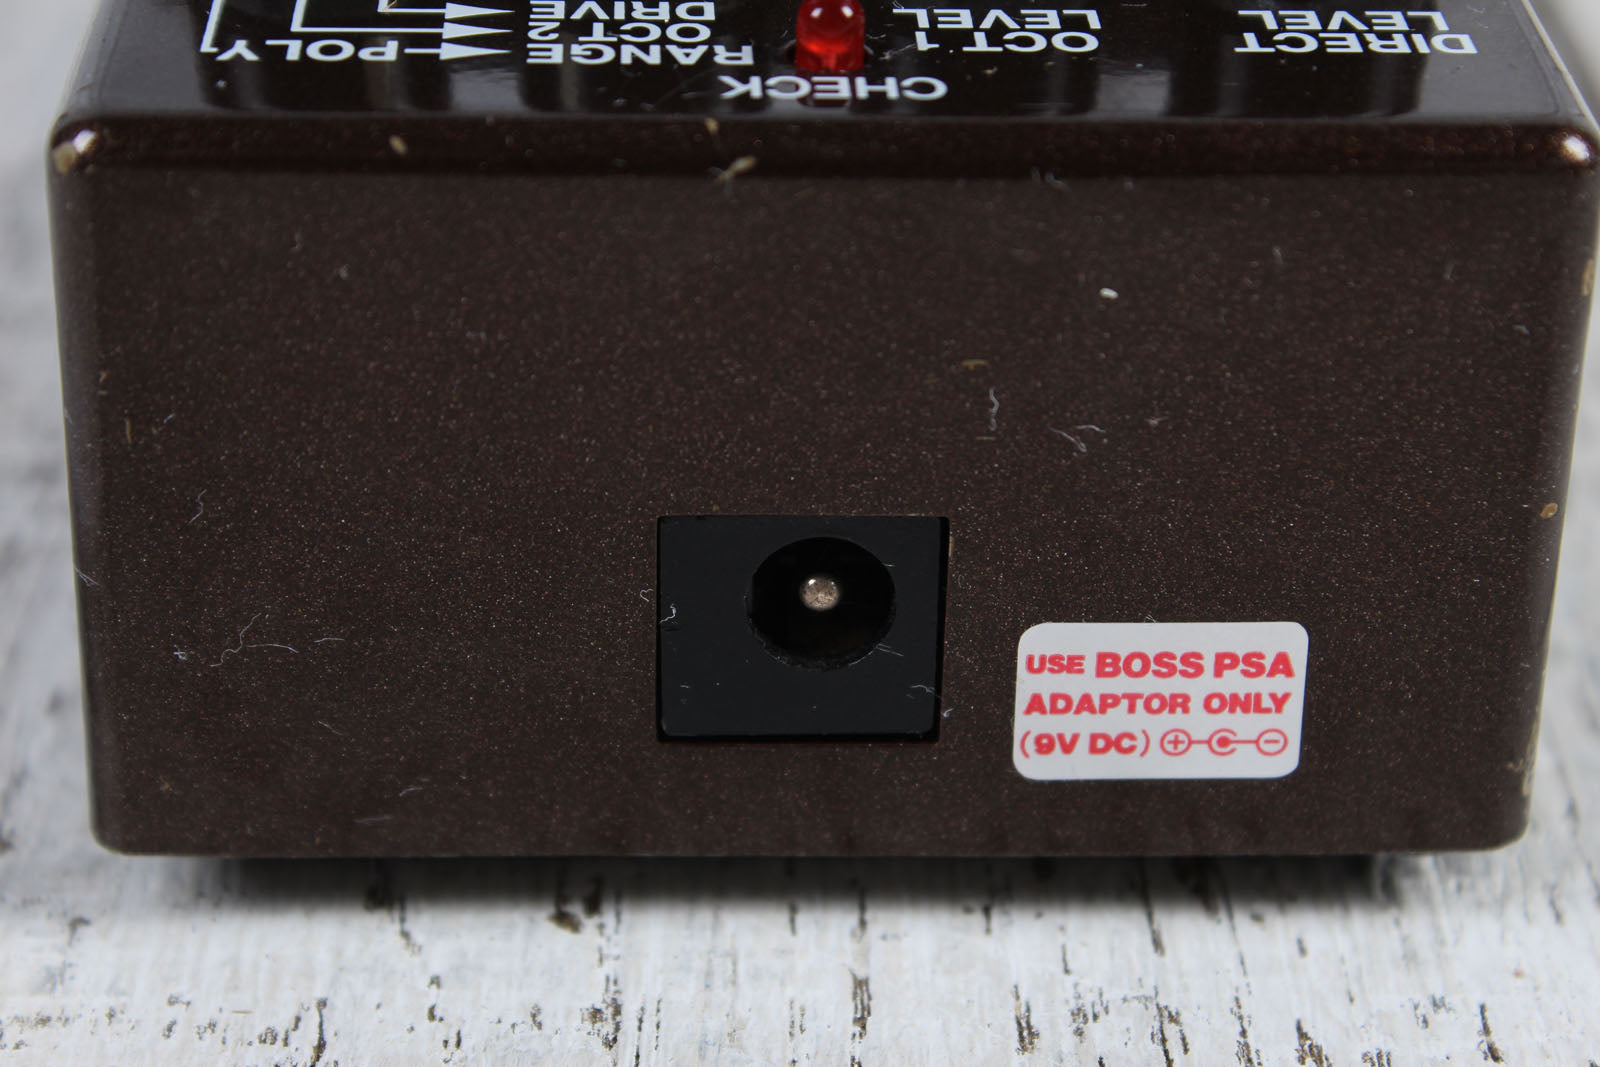 DIRECT
LEVEL
OCT 1
LEVEL
CHECK
RANGE
OCT 2
DRIVE
POLY
USE BOSS PSA
ADAPTOR ONLY
(9V DC)